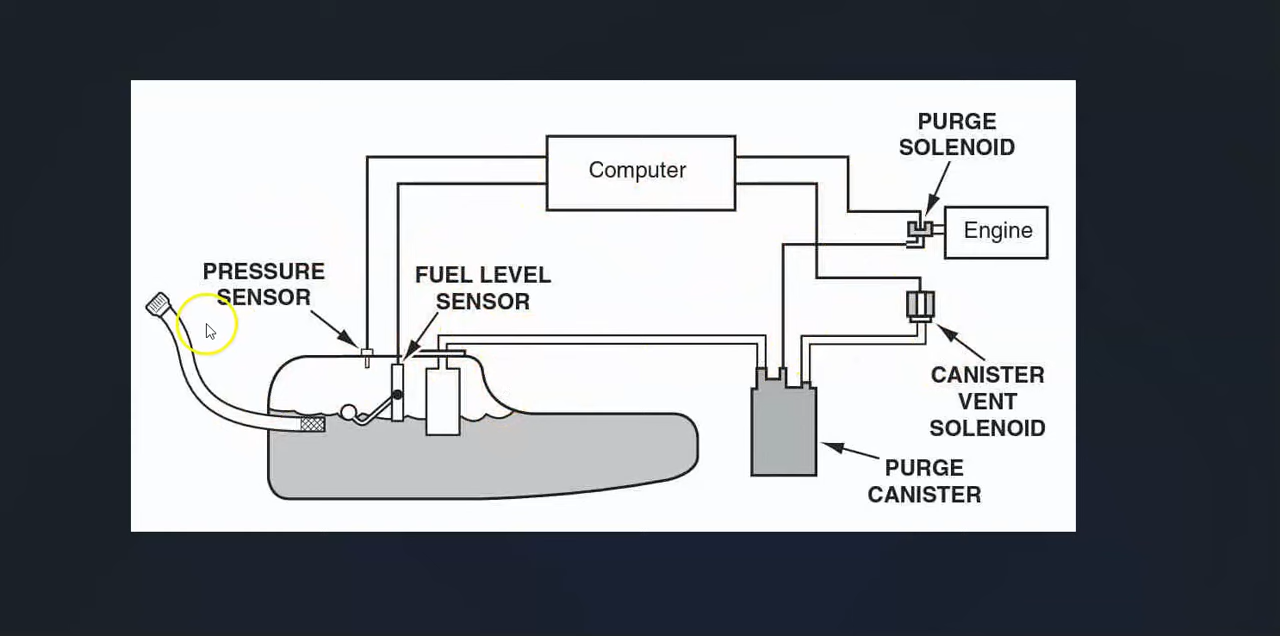 PURGE
SOLENOID
Computer
Engine
PRESSURE
SENSOR
FUEL LEVEL
SENSOR
CANISTER
VENT
SOLENOID
PURGE
CANISTER